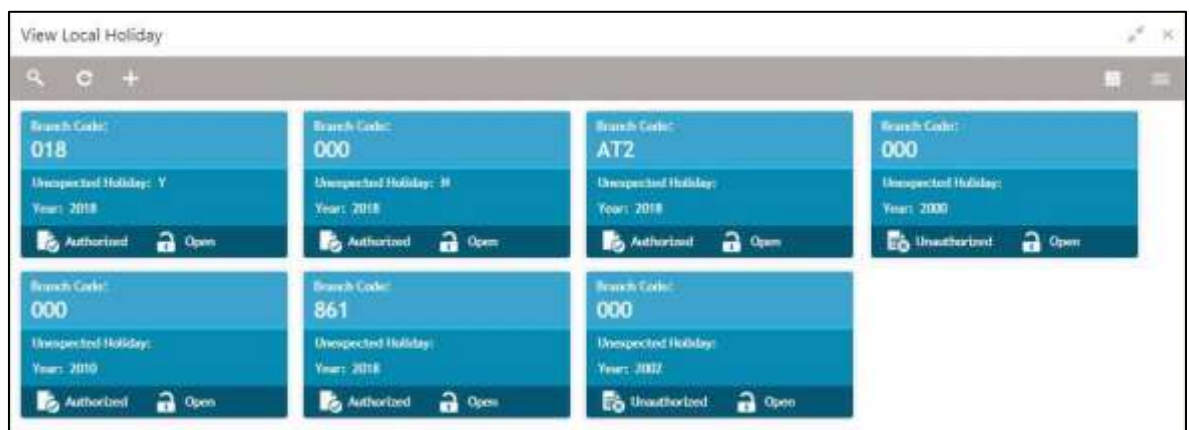 View Local Holiday
Branch Code: Branch Code: Branch Code: Branch Code:
018 000 AT2 000
Unexpected Holiday: Y Unexpected Holiday: N Unexpected Holiday: Unexpected Holiday:
Year: 2018 Year: 2018 Year: 2018 Year: 2000
Authorized Open Authorized Open Authorized Open Unauthorized Open
Branch Code: Branch Code: Branch Code:
000 861 000
Unexpected Holiday: Unexpected Holiday: Unexpected Holiday:
Year: 2010 Year: 2018 Year: 2002
Authorized Open Authorized Open Unauthorized Open